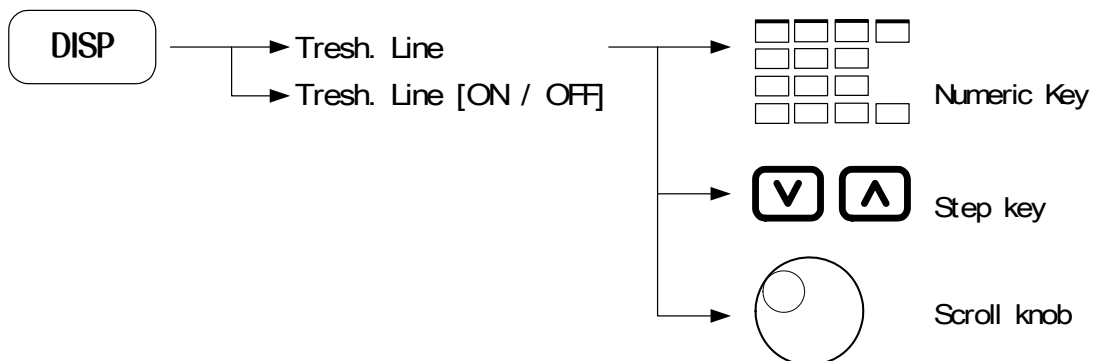 DISP
Tresh. Line
Tresh. Line [ON / OFF]
Numeric Key
Step key
Scroll knob